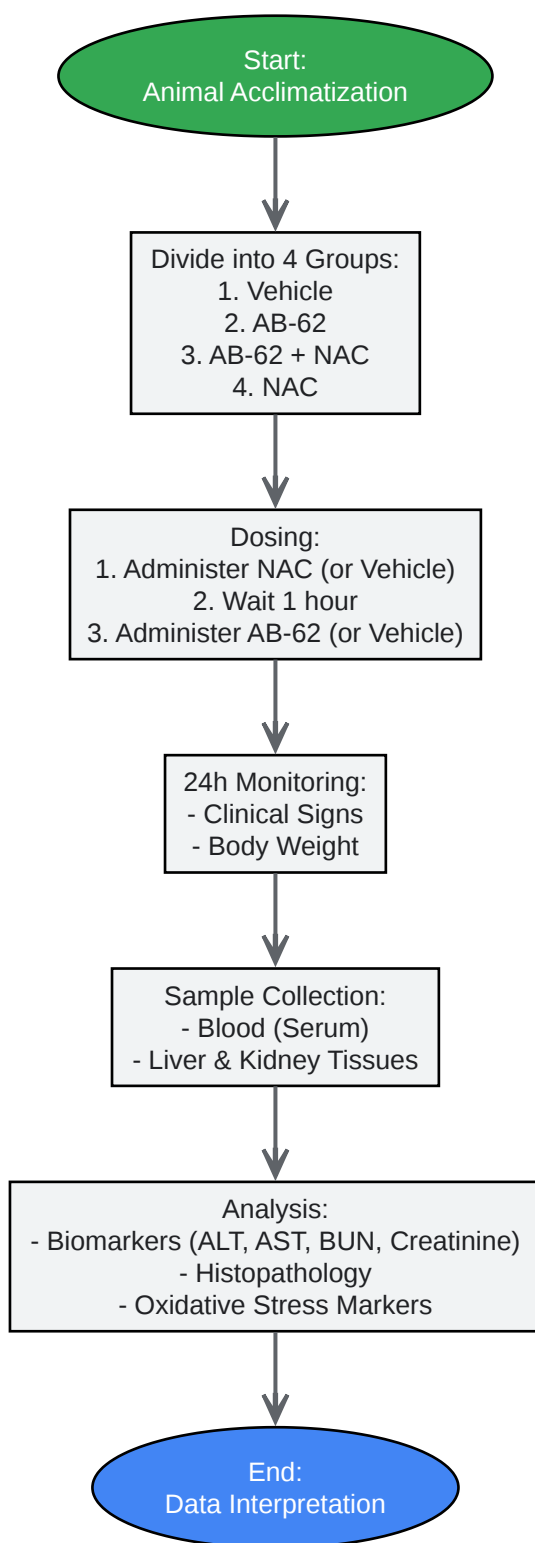 Start:
Animal Acclimatization
Divide into 4 Groups:
1. Vehicle
2. AB-62
3. AB-62 + NAC
4. NAC
Dosing:
1. Administer NAC (or Vehicle)
2. Wait 1 hour
3. Administer AB-62 (or Vehicle)
24h Monitoring:
- Clinical Signs
- Body Weight
Sample Collection:
- Blood (Serum)
- Liver & Kidney Tissues
Analysis:
- Biomarkers (ALT, AST, BUN, Creatinine)
- Histopathology
- Oxidative Stress Markers
End:
Data Interpretation